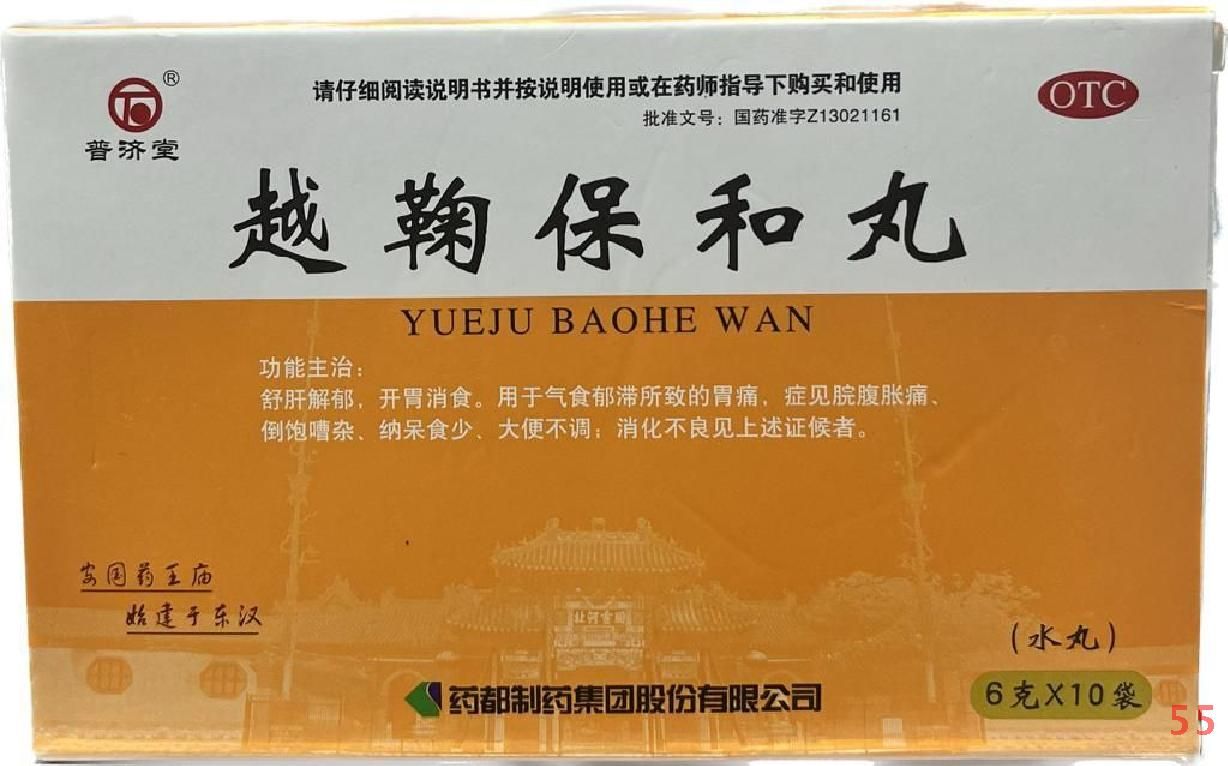 普济堂®
请仔细阅读说明书并按说明使用或在药师指导下购买和使用
批准文号：国药准字Z13021161
OTC
越鞠保和丸
YUEJU BAOHE WAN
功能主治：
舒肝解郁，开胃消食。用于气食郁滞所致的胃痛，症见脘腹胀痛、
倒饱嘈杂、纳呆食少、大便不调；消化不良见上述证候者。
安国药王庙
始建于东汉
药都制药集团股份有限公司
（水丸）
6克X10袋
55